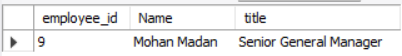 employee_id Name title
9 Mohan Madan Senior General Manager